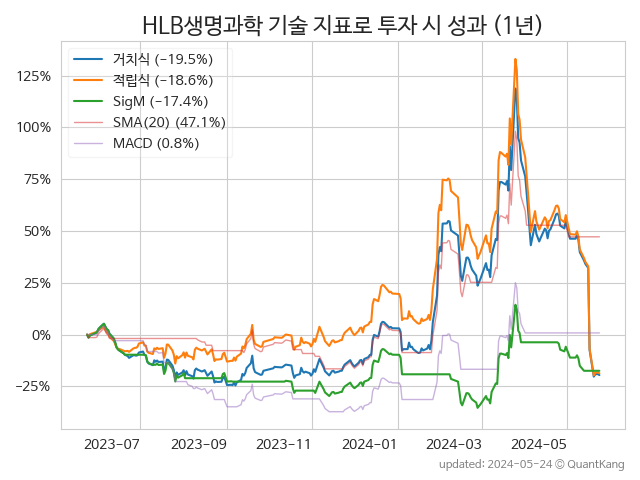 HLB생명과학 기술 지표로 투자 시 성과 (1년)
거치식 (−19.5%)
적립식 (−18.6%)
SigM (−17.4%)
SMA(20) (47.1%)
MACD (0.8%)
125%
100%
75%
50%
25%
0%
−25%
2023-07 2023-09 2023-11 2024-01 2024-03 2024-05
updated: 2024-05-24 © QuantKang